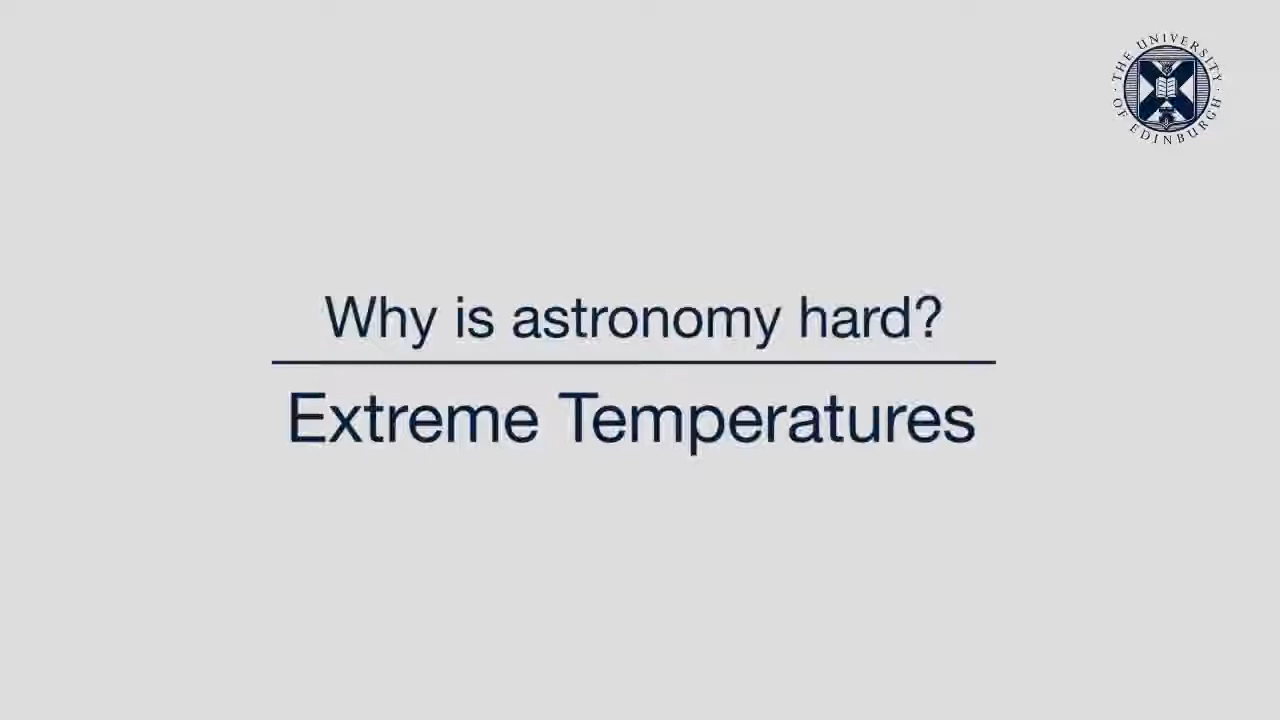 THE UNIVERSITY OF EDINBURGH
Why is astronomy hard?
Extreme Temperatures